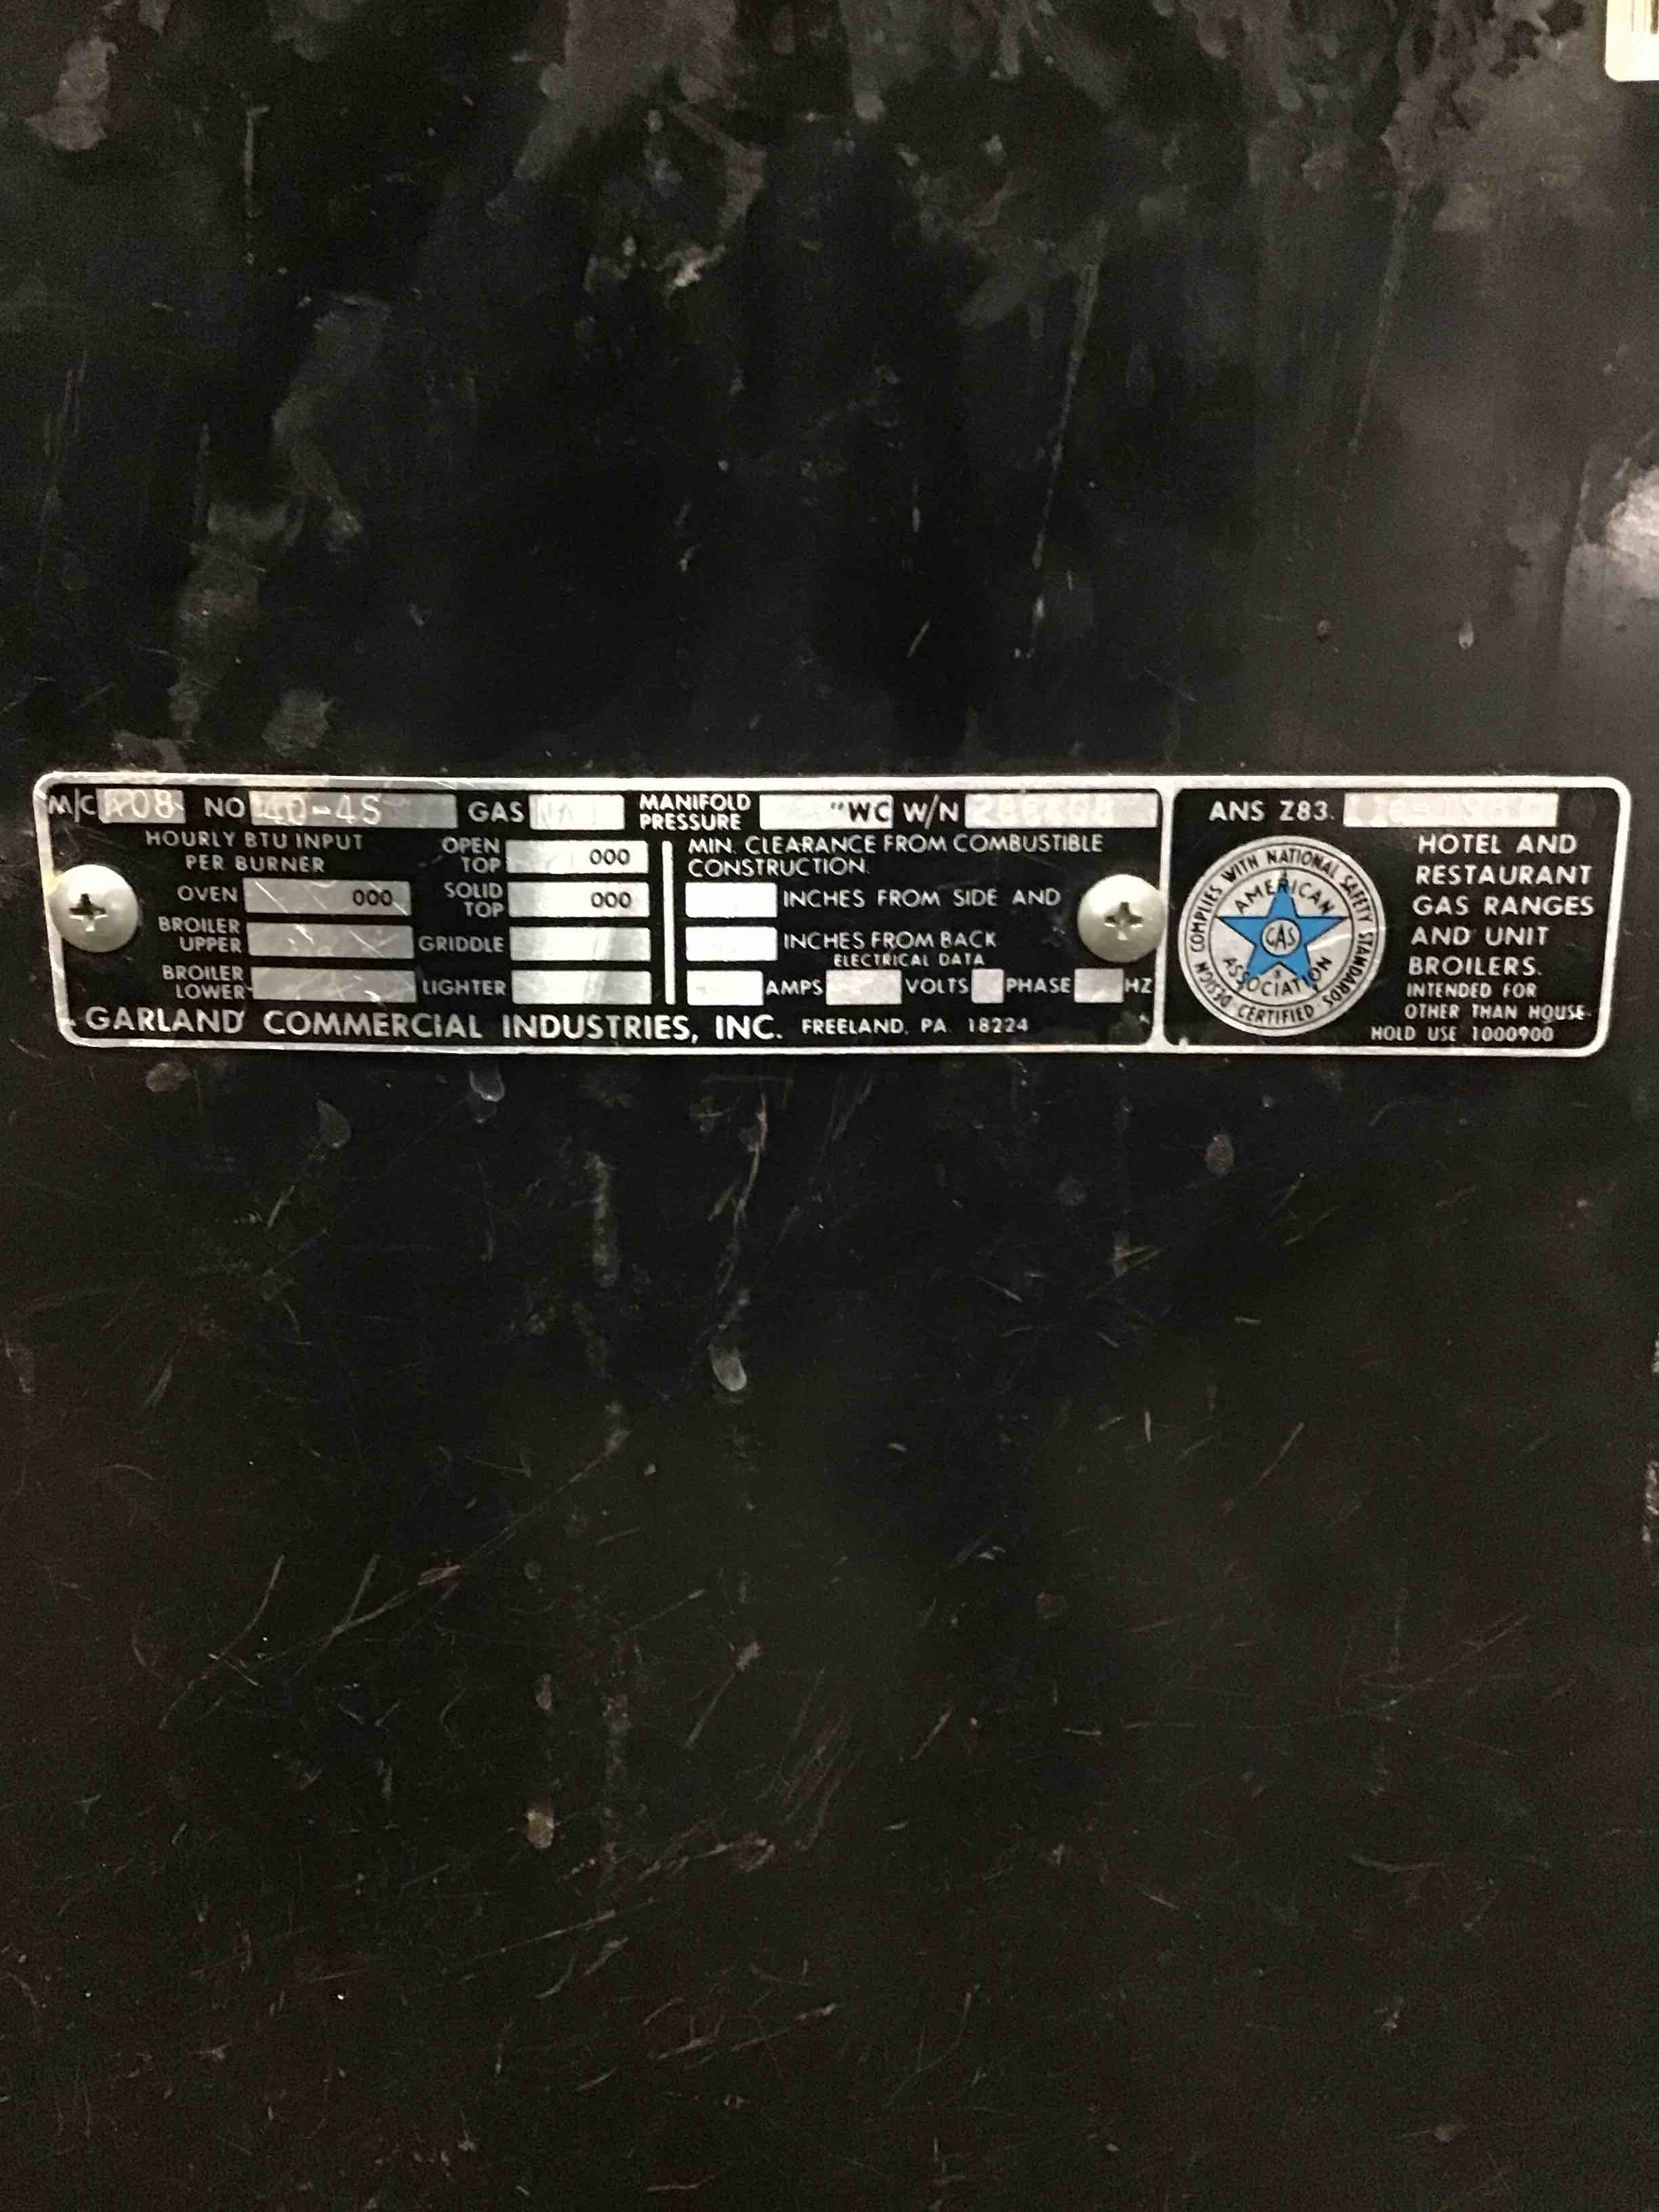 M/C A08 NO 40-4S GAS MANIFOLD PRESSURE "WC W/N
HOURLY BTU INPUT
PER BURNER
OVEN 000
BROILER UPPER
BROILER LOWER
OPEN TOP 000
SOLID TOP 000
GRIDDLE
LIGHTER
MIN. CLEARANCE FROM COMBUSTIBLE
CONSTRUCTION.
INCHES FROM SIDE AND
INCHES FROM BACK
ELECTRICAL DATA
AMPS VOLTS PHASE HZ
GARLAND COMMERCIAL INDUSTRIES, INC. FREELAND, PA. 18224
ANS Z83.
DESIGN COMPLIES WITH NATIONAL SAFETY STANDARDS
CERTIFIED
AMERICAN
GAS
ASSOCIATION
®
HOTEL AND
RESTAURANT
GAS RANGES
AND UNIT
BROILERS.
INTENDED FOR
OTHER THAN HOUSE-
HOLD USE 1000900